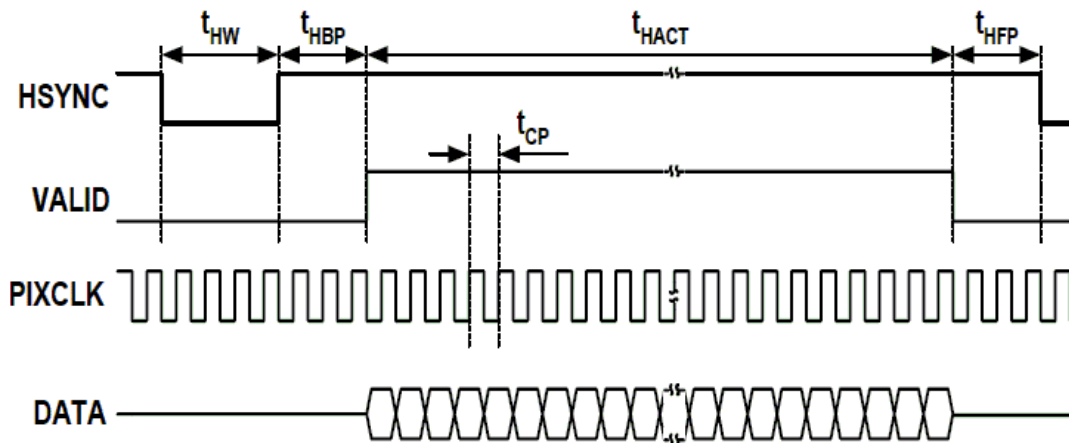 tHW tHBP tHACT tHFP
HSYNC
tCP
VALID
PIXCLK
DATA